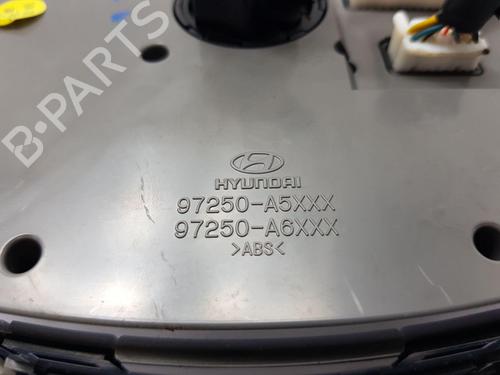 B-PARTS
HYUNDAI
97250-A5XXX
97250-A6XXX
>ABS<